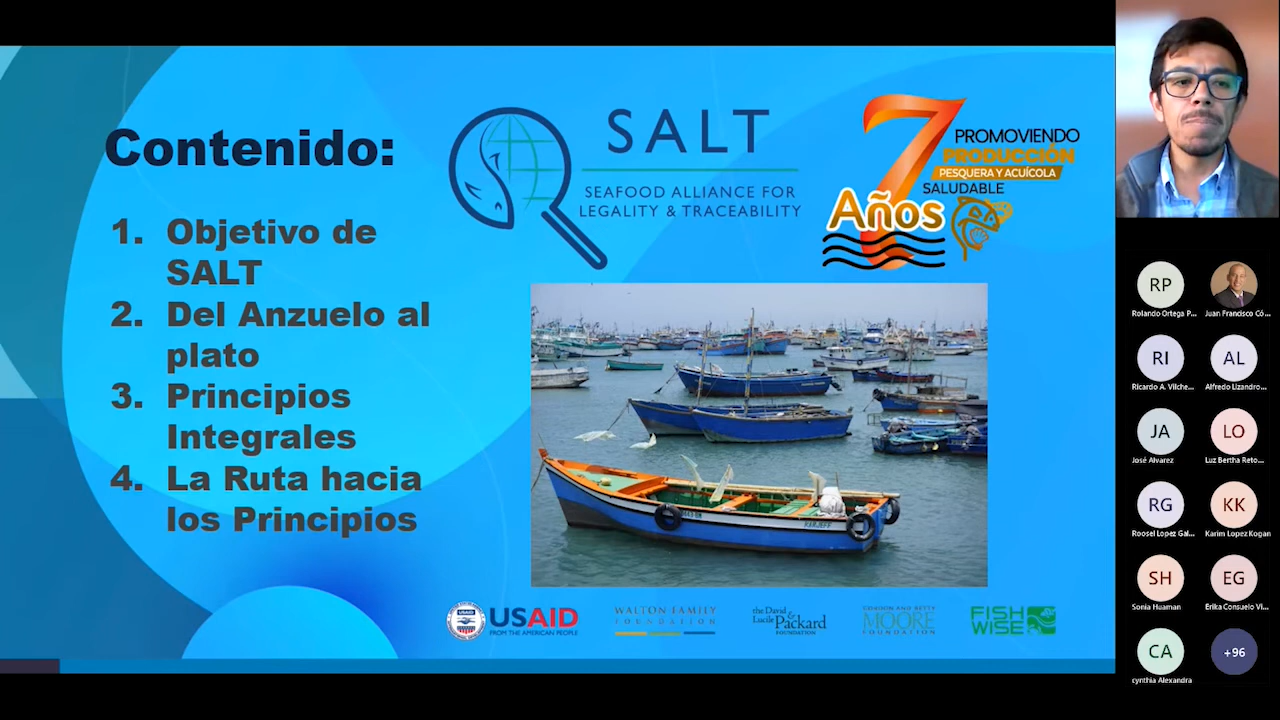 Contenido:
1. Objetivo de
SALT
2. Del Anzuelo al
plato
3. Principios
Integrales
4. La Ruta hacia
los Principios
SALT
SEAFOOD ALLIANCE FOR
LEGALITY & TRACEABILITY
7
Años
PROMOVIENDO
PRODUCCIÓN
PESQUERA Y ACUÍCOLA
SALUDABLE
USAID
FROM THE AMERICAN PEOPLE
WALTON FAMILY
FOUNDATION
the David
Lucile & Packard
FOUNDATION
GORDON AND BETTY
MOORE
FOUNDATION
FISH
WISE
RP
Rolando Ortega P...
Juan Francisco Có...
RI
Ricardo A. Vilche...
AL
Alfredo Lizandro...
JA
José Alvarez
LO
Luz Bertha Reto...
RG
Roosel Lopez Gal...
KK
Karim Lopez Kogan
SH
Sonia Huaman
EG
Erika Consuelo Vi...
CA
cynthia Alexandra
+96